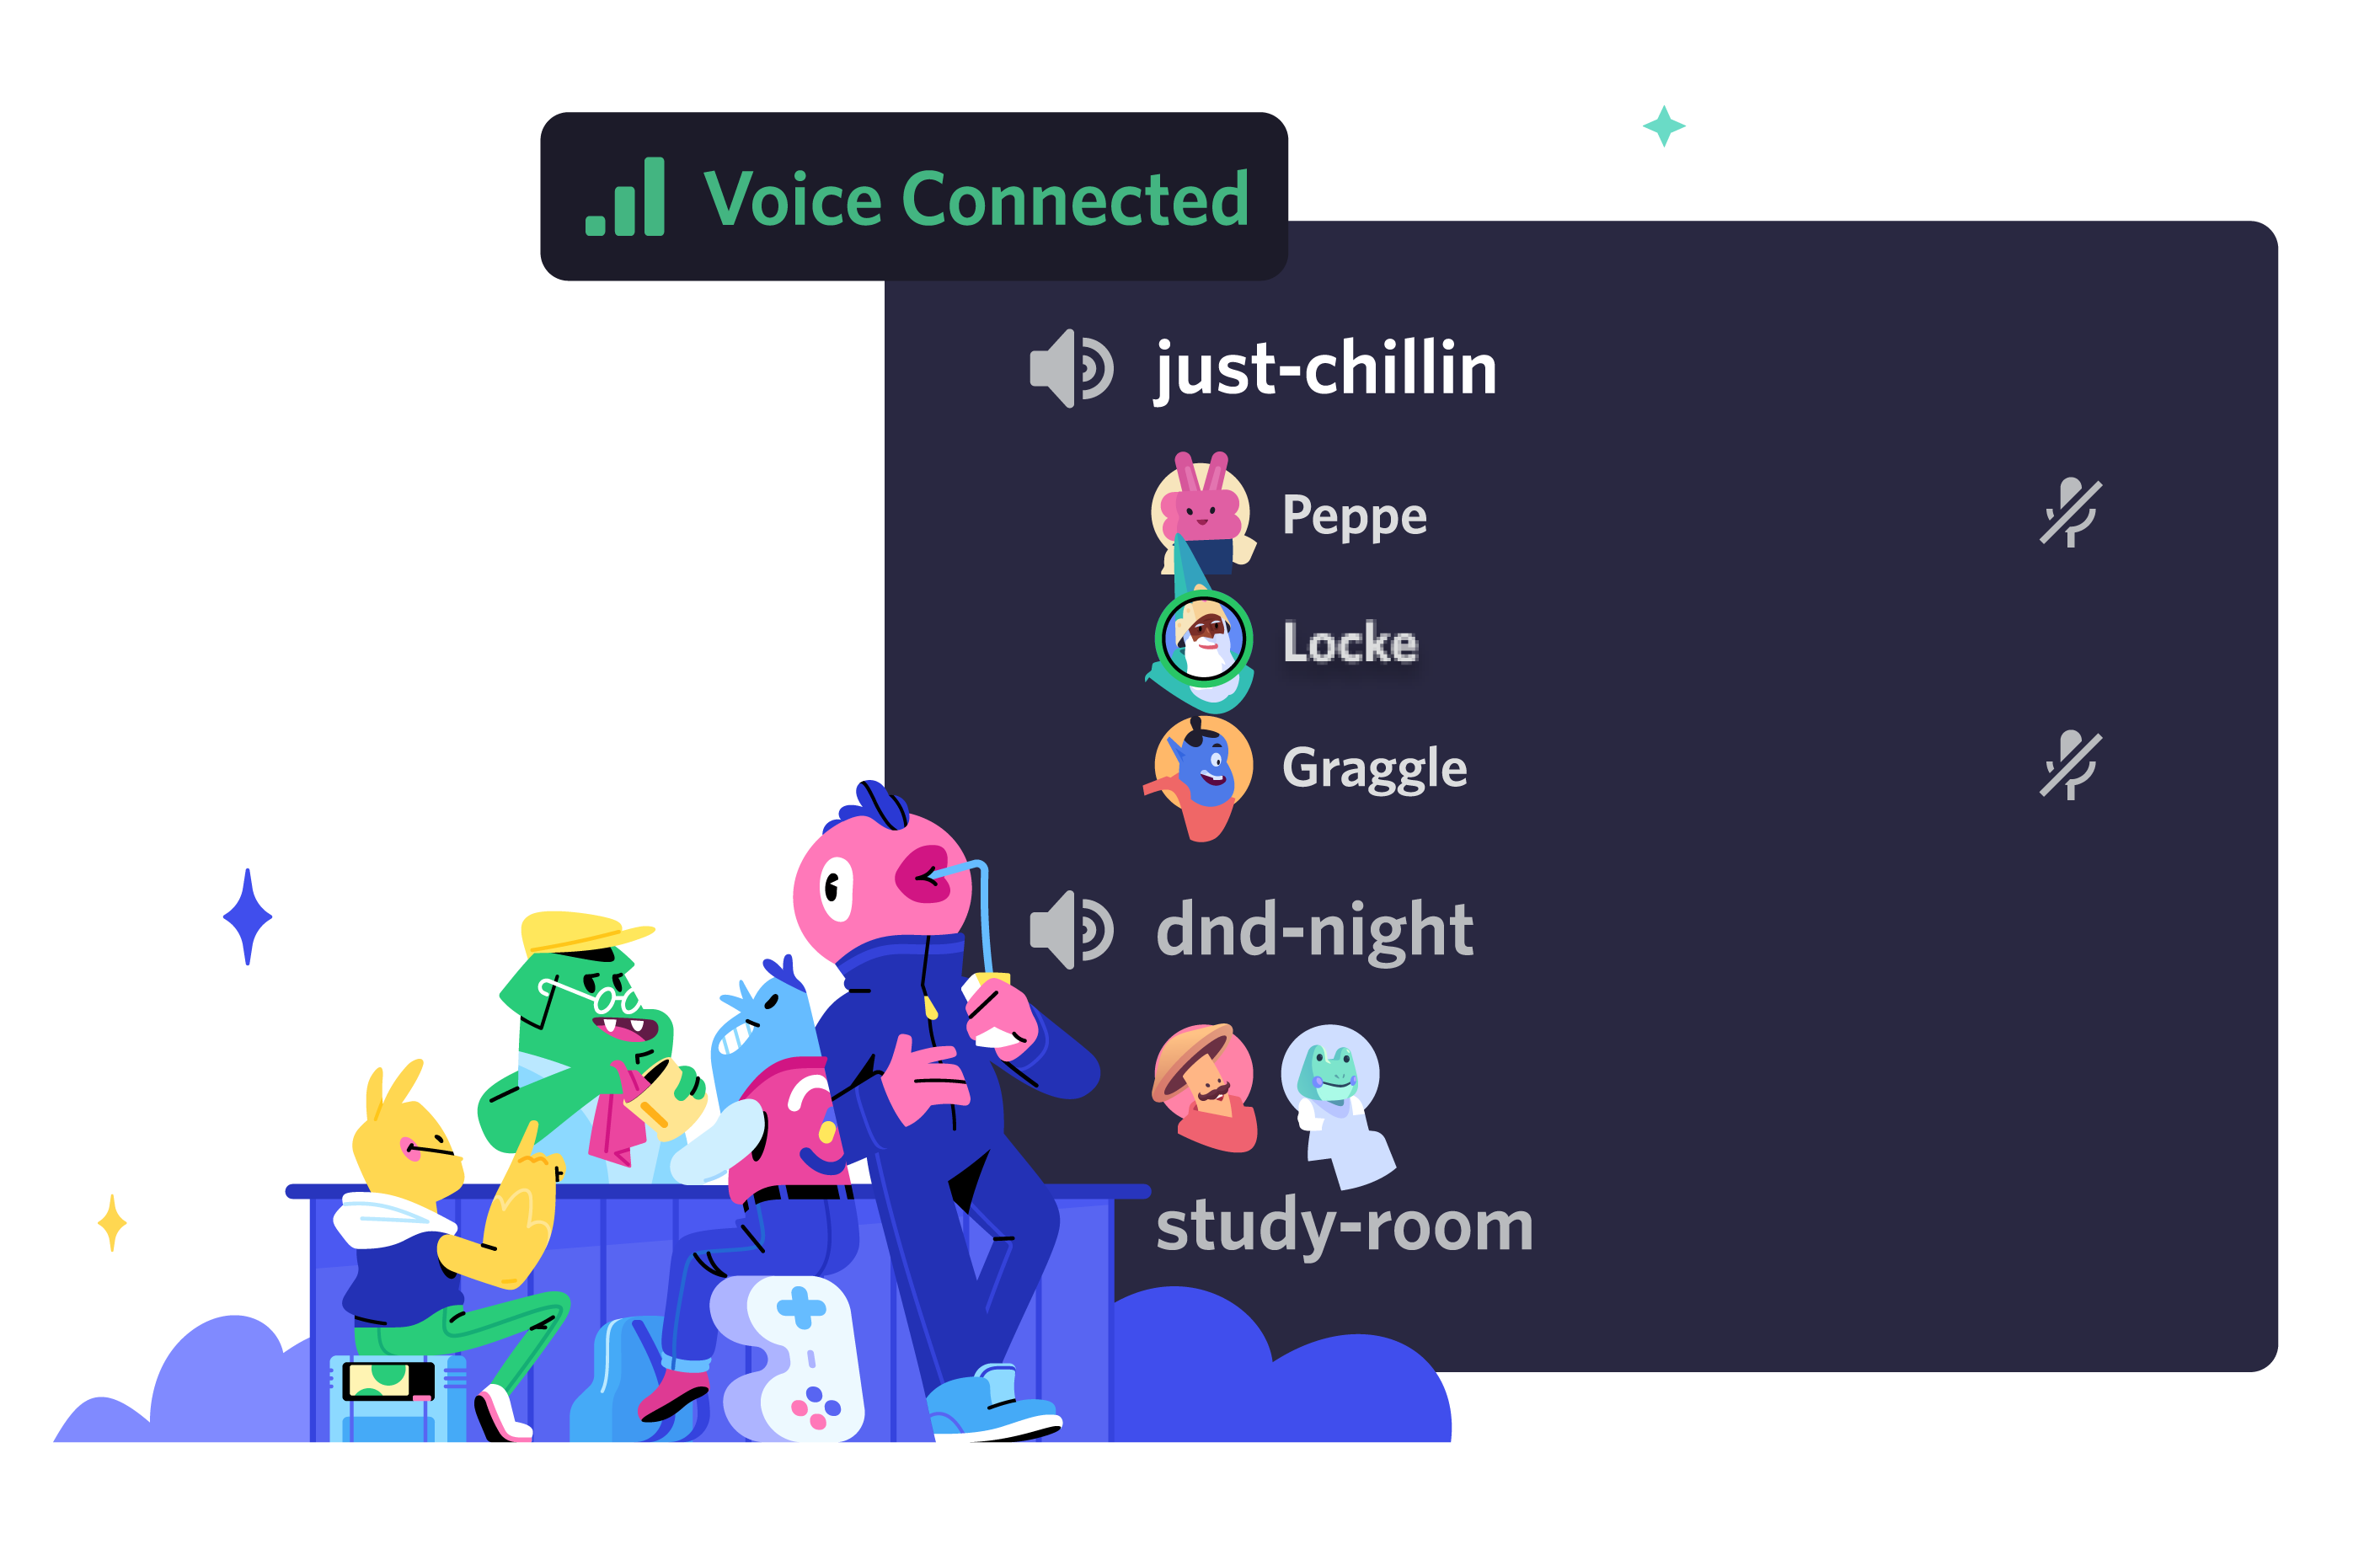 Voice Connected
just-chillin
Peppe
Locke
Graggle
dnd-night
study-room